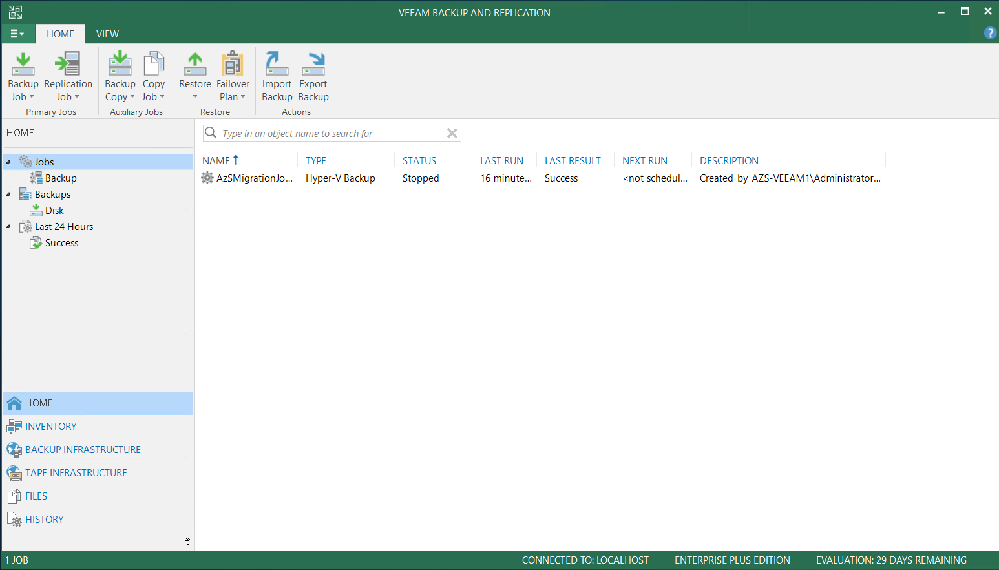 VEEAM BACKUP AND REPLICATION
HOME VIEW
?
Backup Job
Replication Job
Backup Copy
Copy Job
Restore
Failover Plan
Import Backup
Export Backup
Primary Jobs
Auxiliary Jobs
Restore
Actions
HOME
Type in an object name to search for
Jobs
Backup
Backups
Disk
Last 24 Hours
Success
NAME TYPE STATUS LAST RUN LAST RESULT NEXT RUN DESCRIPTION
AzSMigrationJo... Hyper-V Backup Stopped 16 minute... Success <not schedul... Created by AZS-VEEAM1\Administrator...
HOME
INVENTORY
BACKUP INFRASTRUCTURE
TAPE INFRASTRUCTURE
FILES
HISTORY
1 JOB CONNECTED TO: LOCALHOST ENTERPRISE PLUS EDITION EVALUATION: 29 DAYS REMAINING